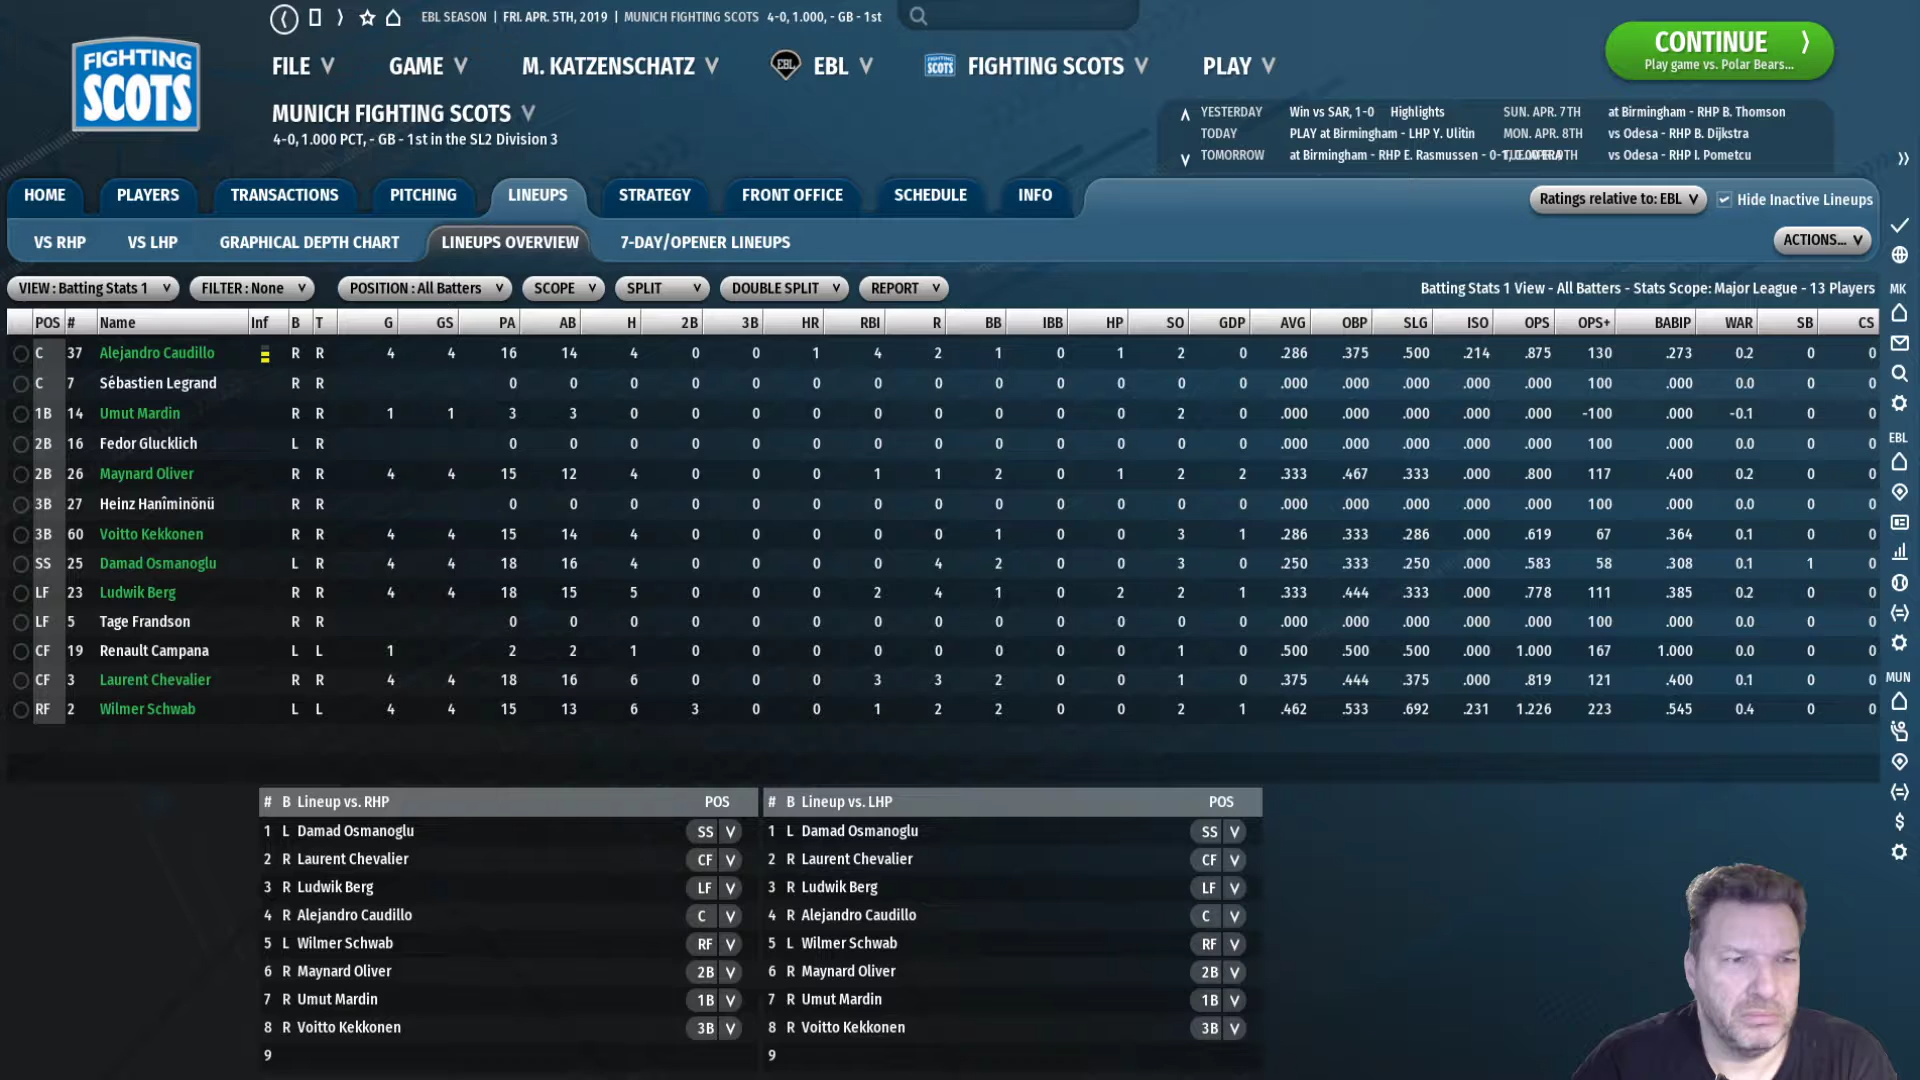 EBL SEASON | FRI. APR. 5TH, 2019 | MUNICH FIGHTING SCOTS 4-0, 1.000, - GB - 1st
FIGHTING
SCOTS
FILE
GAME
M. KATZENSCHATZ
EBL
EBL
SCOTS
FIGHTING SCOTS
PLAY
CONTINUE
Play game vs. Polar Bears...
MUNICH FIGHTING SCOTS
4-0, 1.000 PCT, - GB - 1st in the SL2 Division 3
YESTERDAY Win vs SAR, 1-0 Highlights SUN. APR. 7TH at Birmingham - RHP B. Thomson
TODAY PLAY at Birmingham - LHP Y. Ulitin MON. APR. 8TH vs Odesa - RHP B. Dijkstra
TOMORROW at Birmingham - RHP E. Rasmussen - 0-1, vs Odesa - RHP I. Pometcu
HOME PLAYERS TRANSACTIONS PITCHING LINEUPS STRATEGY FRONT OFFICE SCHEDULE INFO Ratings relative to: EBL Hide Inactive Lineups
VS RHP VS LHP GRAPHICAL DEPTH CHART LINEUPS OVERVIEW 7-DAY/OPENER LINEUPS ACTIONS...
VIEW : Batting Stats 1 FILTER : None POSITION : All Batters SCOPE SPLIT DOUBLE SPLIT REPORT Batting Stats 1 View - All Batters - Stats Scope: Major League - 13 Players
POS # Name Inf B T G GS PA AB H 2B 3B HR RBI R BB IBB HP SO GDP AVG OBP SLG ISO OPS OPS+ BABIP WAR SB CS
C 37 Alejandro Caudillo R R 4 4 16 14 4 0 0 1 4 2 1 0 1 2 0 .286 .375 .500 .214 .875 130 .273 0.2 0 0
C 7 Sébastien Legrand R R 0 0 0 0 0 0 0 0 0 0 0 0 0 .000 .000 .000 .000 .000 100 .000 0.0 0 0
1B 14 Umut Mardin R R 1 1 3 3 0 0 0 0 0 0 0 0 0 2 0 .000 .000 .000 .000 .000 -100 .000 -0.1 0 0
2B 16 Fedor Glucklich L R 0 0 0 0 0 0 0 0 0 0 0 0 0 .000 .000 .000 .000 .000 100 .000 0.0 0 0
2B 26 Maynard Oliver R R 4 4 15 12 4 0 0 0 1 1 2 0 1 2 2 .333 .467 .333 .000 .800 117 .400 0.2 0 0
3B 27 Heinz Hanîminönü R R 0 0 0 0 0 0 0 0 0 0 0 0 0 .000 .000 .000 .000 .000 100 .000 0.0 0 0
3B 60 Voitto Kekkonen R R 4 4 15 14 4 0 0 0 0 0 1 0 0 3 1 .286 .333 .286 .000 .619 67 .364 0.1 0 0
SS 25 Damad Osmanoglu L R 4 4 18 16 4 0 0 0 0 4 2 0 0 3 0 .250 .333 .250 .000 .583 58 .308 0.1 1 0
LF 23 Ludwik Berg R R 4 4 18 15 5 0 0 0 2 4 1 0 2 2 1 .333 .444 .333 .000 .778 111 .385 0.2 0 0
LF 5 Tage Frandson R R 0 0 0 0 0 0 0 0 0 0 0 0 0 .000 .000 .000 .000 .000 100 .000 0.0 0 0
CF 19 Renault Campana L L 1 2 2 1 0 0 0 0 0 0 0 0 1 0 .500 .500 .500 .000 1.000 167 1.000 0.0 0 0
CF 3 Laurent Chevalier R R 4 4 18 16 6 0 0 0 3 3 2 0 0 1 0 .375 .444 .375 .000 .819 121 .400 0.1 0 0
RF 2 Wilmer Schwab L L 4 4 15 13 6 3 0 0 1 2 2 0 0 2 1 .462 .533 .692 .231 1.226 223 .545 0.4 0 0
# B Lineup vs. RHP POS
1 L Damad Osmanoglu SS
2 R Laurent Chevalier CF
3 R Ludwik Berg LF
4 R Alejandro Caudillo C
5 L Wilmer Schwab RF
6 R Maynard Oliver 2B
7 R Umut Mardin 1B
8 R Voitto Kekkonen 3B
9
# B Lineup vs. LHP POS
1 L Damad Osmanoglu SS
2 R Laurent Chevalier CF
3 R Ludwik Berg LF
4 R Alejandro Caudillo C
5 L Wilmer Schwab RF
6 R Maynard Oliver 2B
7 R Umut Mardin 1B
8 R Voitto Kekkonen 3B
9
MK
EBL
MUN